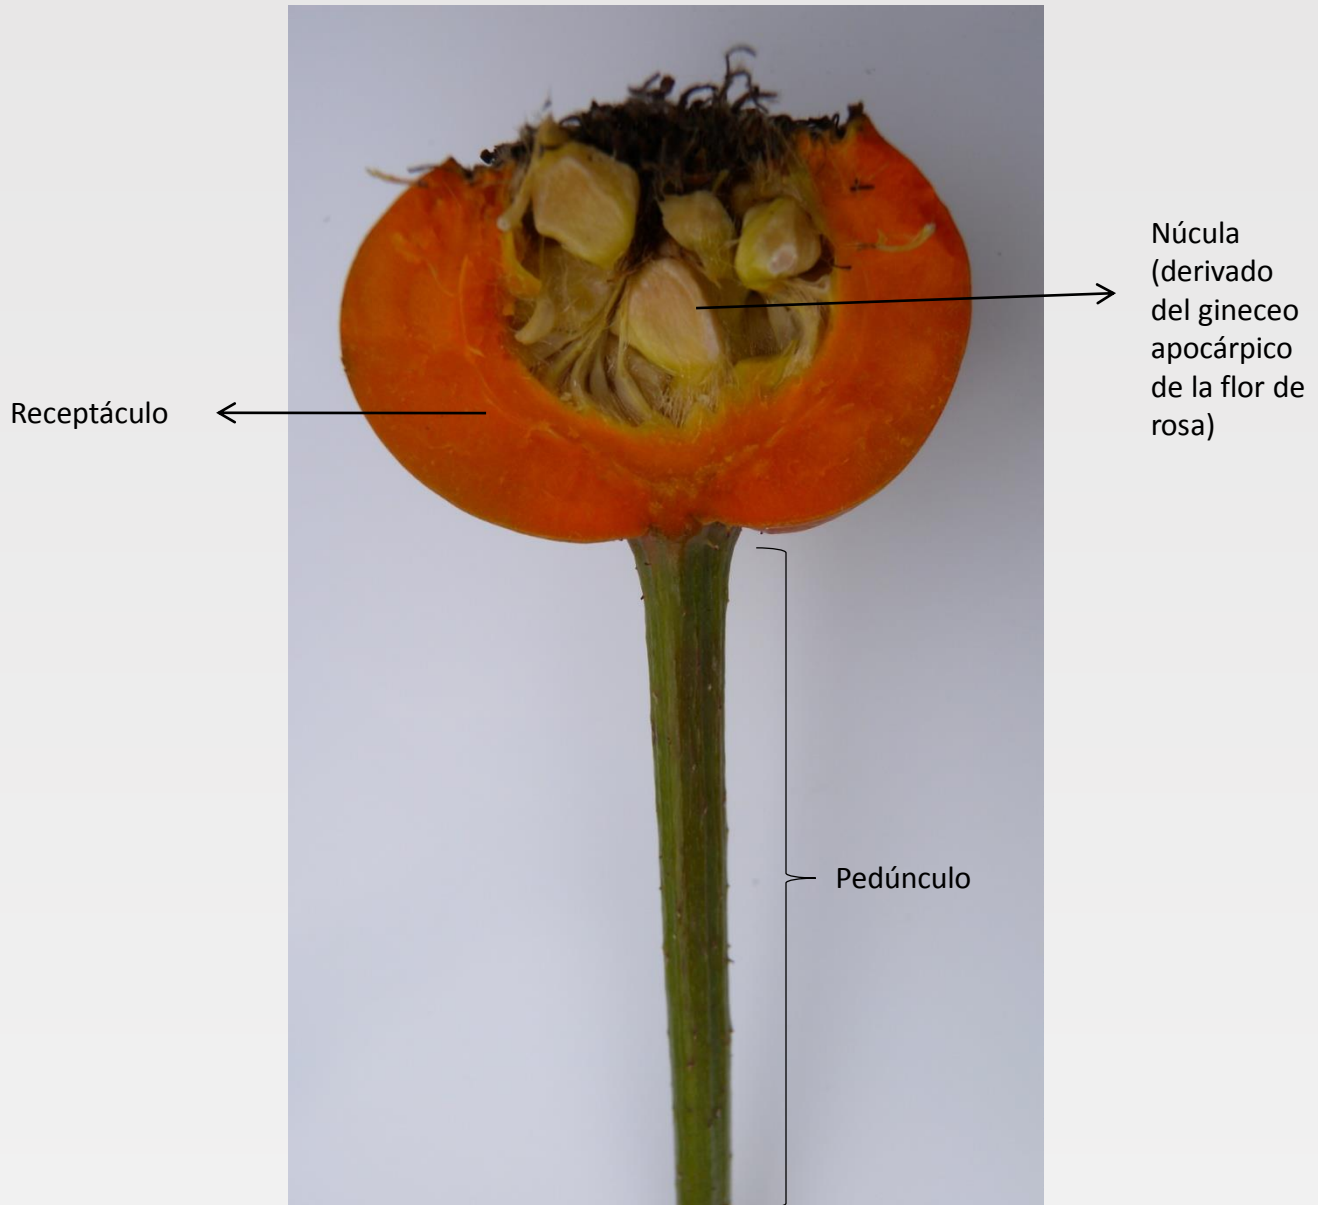 Núcula
(derivado
del gineceo
apocárpico
de la flor de
rosa)
Receptáculo
Pedúnculo